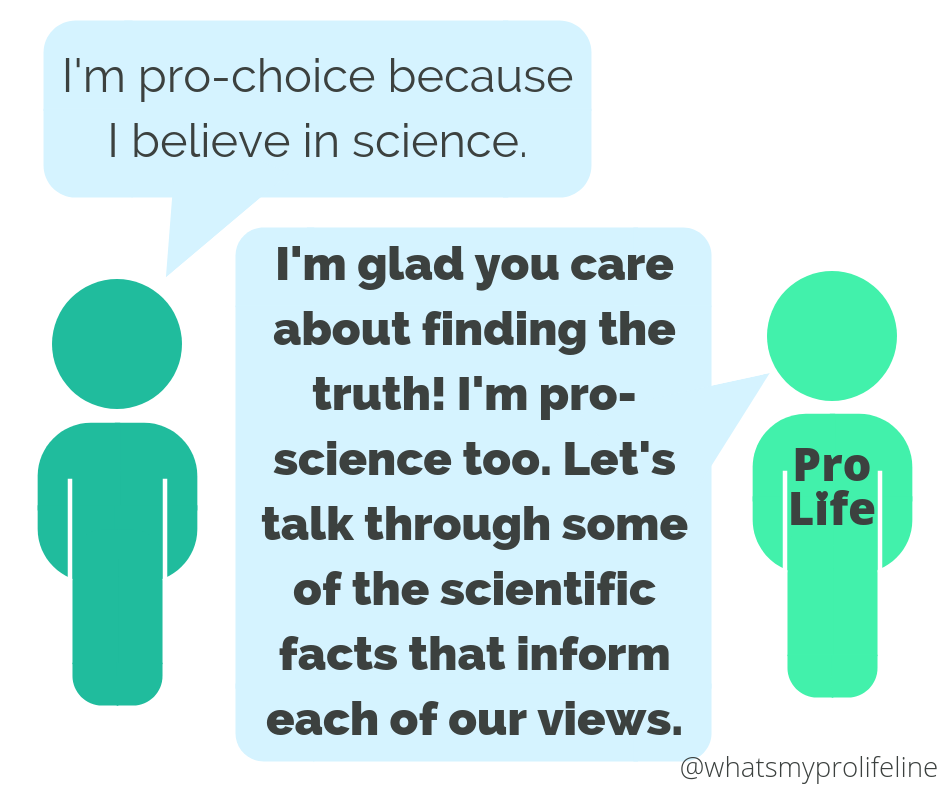 I'm pro-choice because
I believe in science.
I'm glad you care
about finding the
truth! I'm pro-
science too. Let's
talk through some
of the scientific
facts that inform
each of our views.
Pro
Life
@whatsmyprolifeline